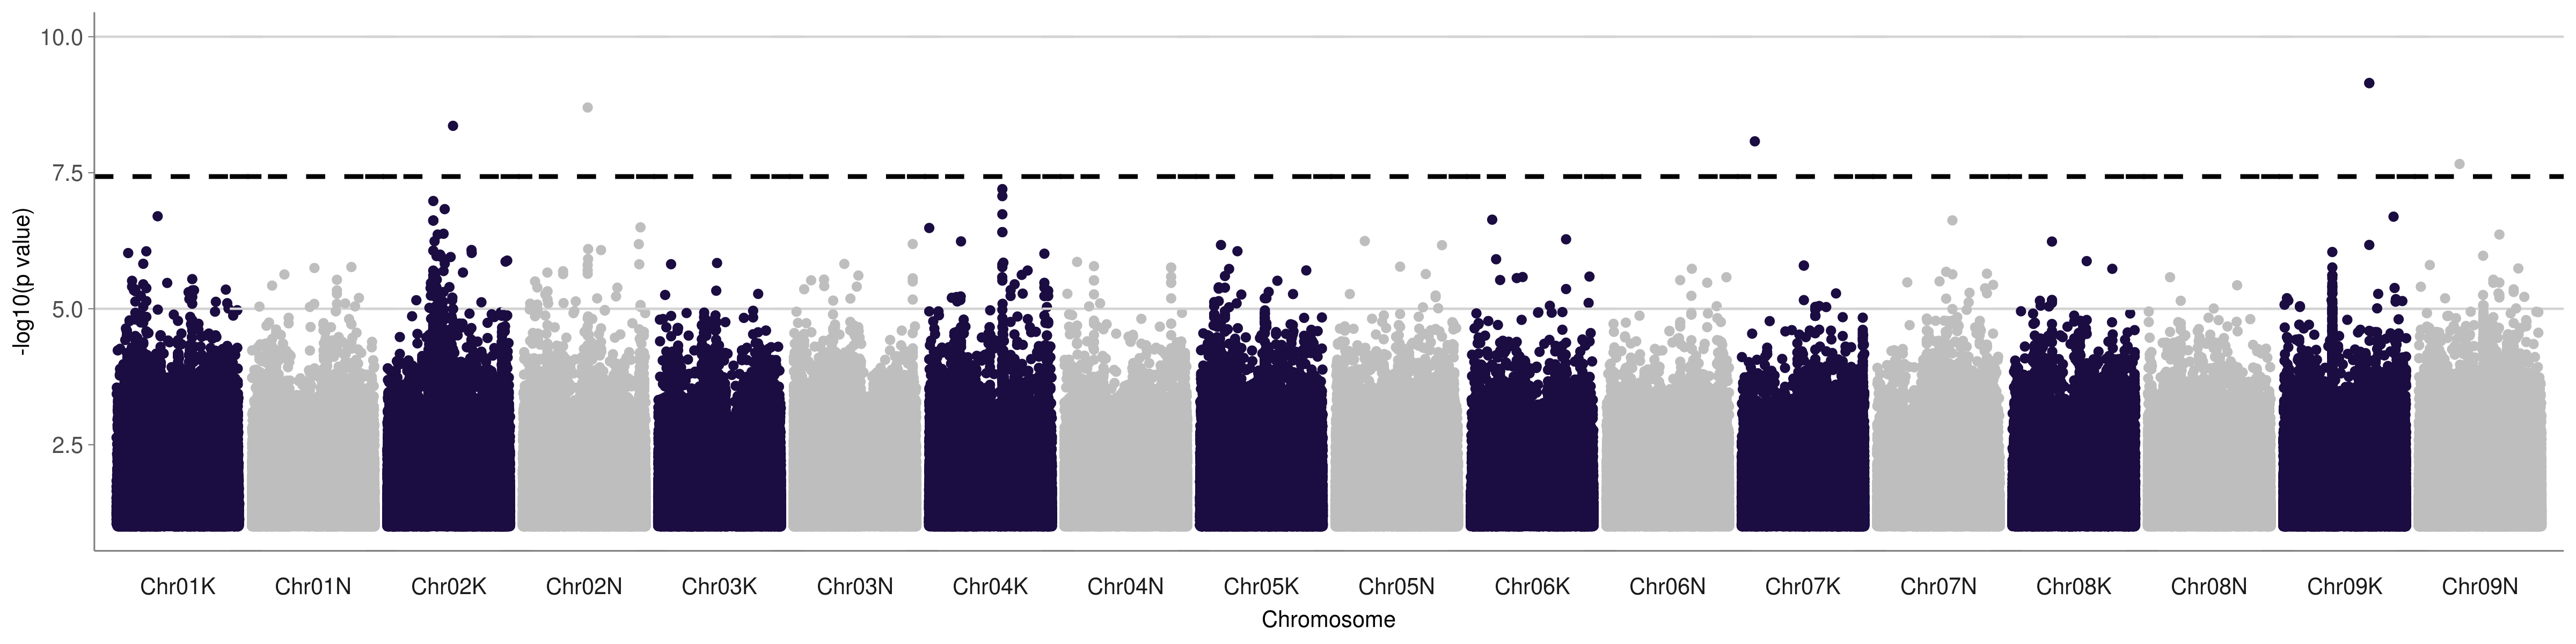 10.0
7.5
5.0
2.5
-log10(p value)
Chr01K Chr01N Chr02K Chr02N Chr03K Chr03N Chr04K Chr04N Chr05K Chr05N Chr06K Chr06N Chr07K Chr07N Chr08K Chr08N Chr09K Chr09N
Chromosome